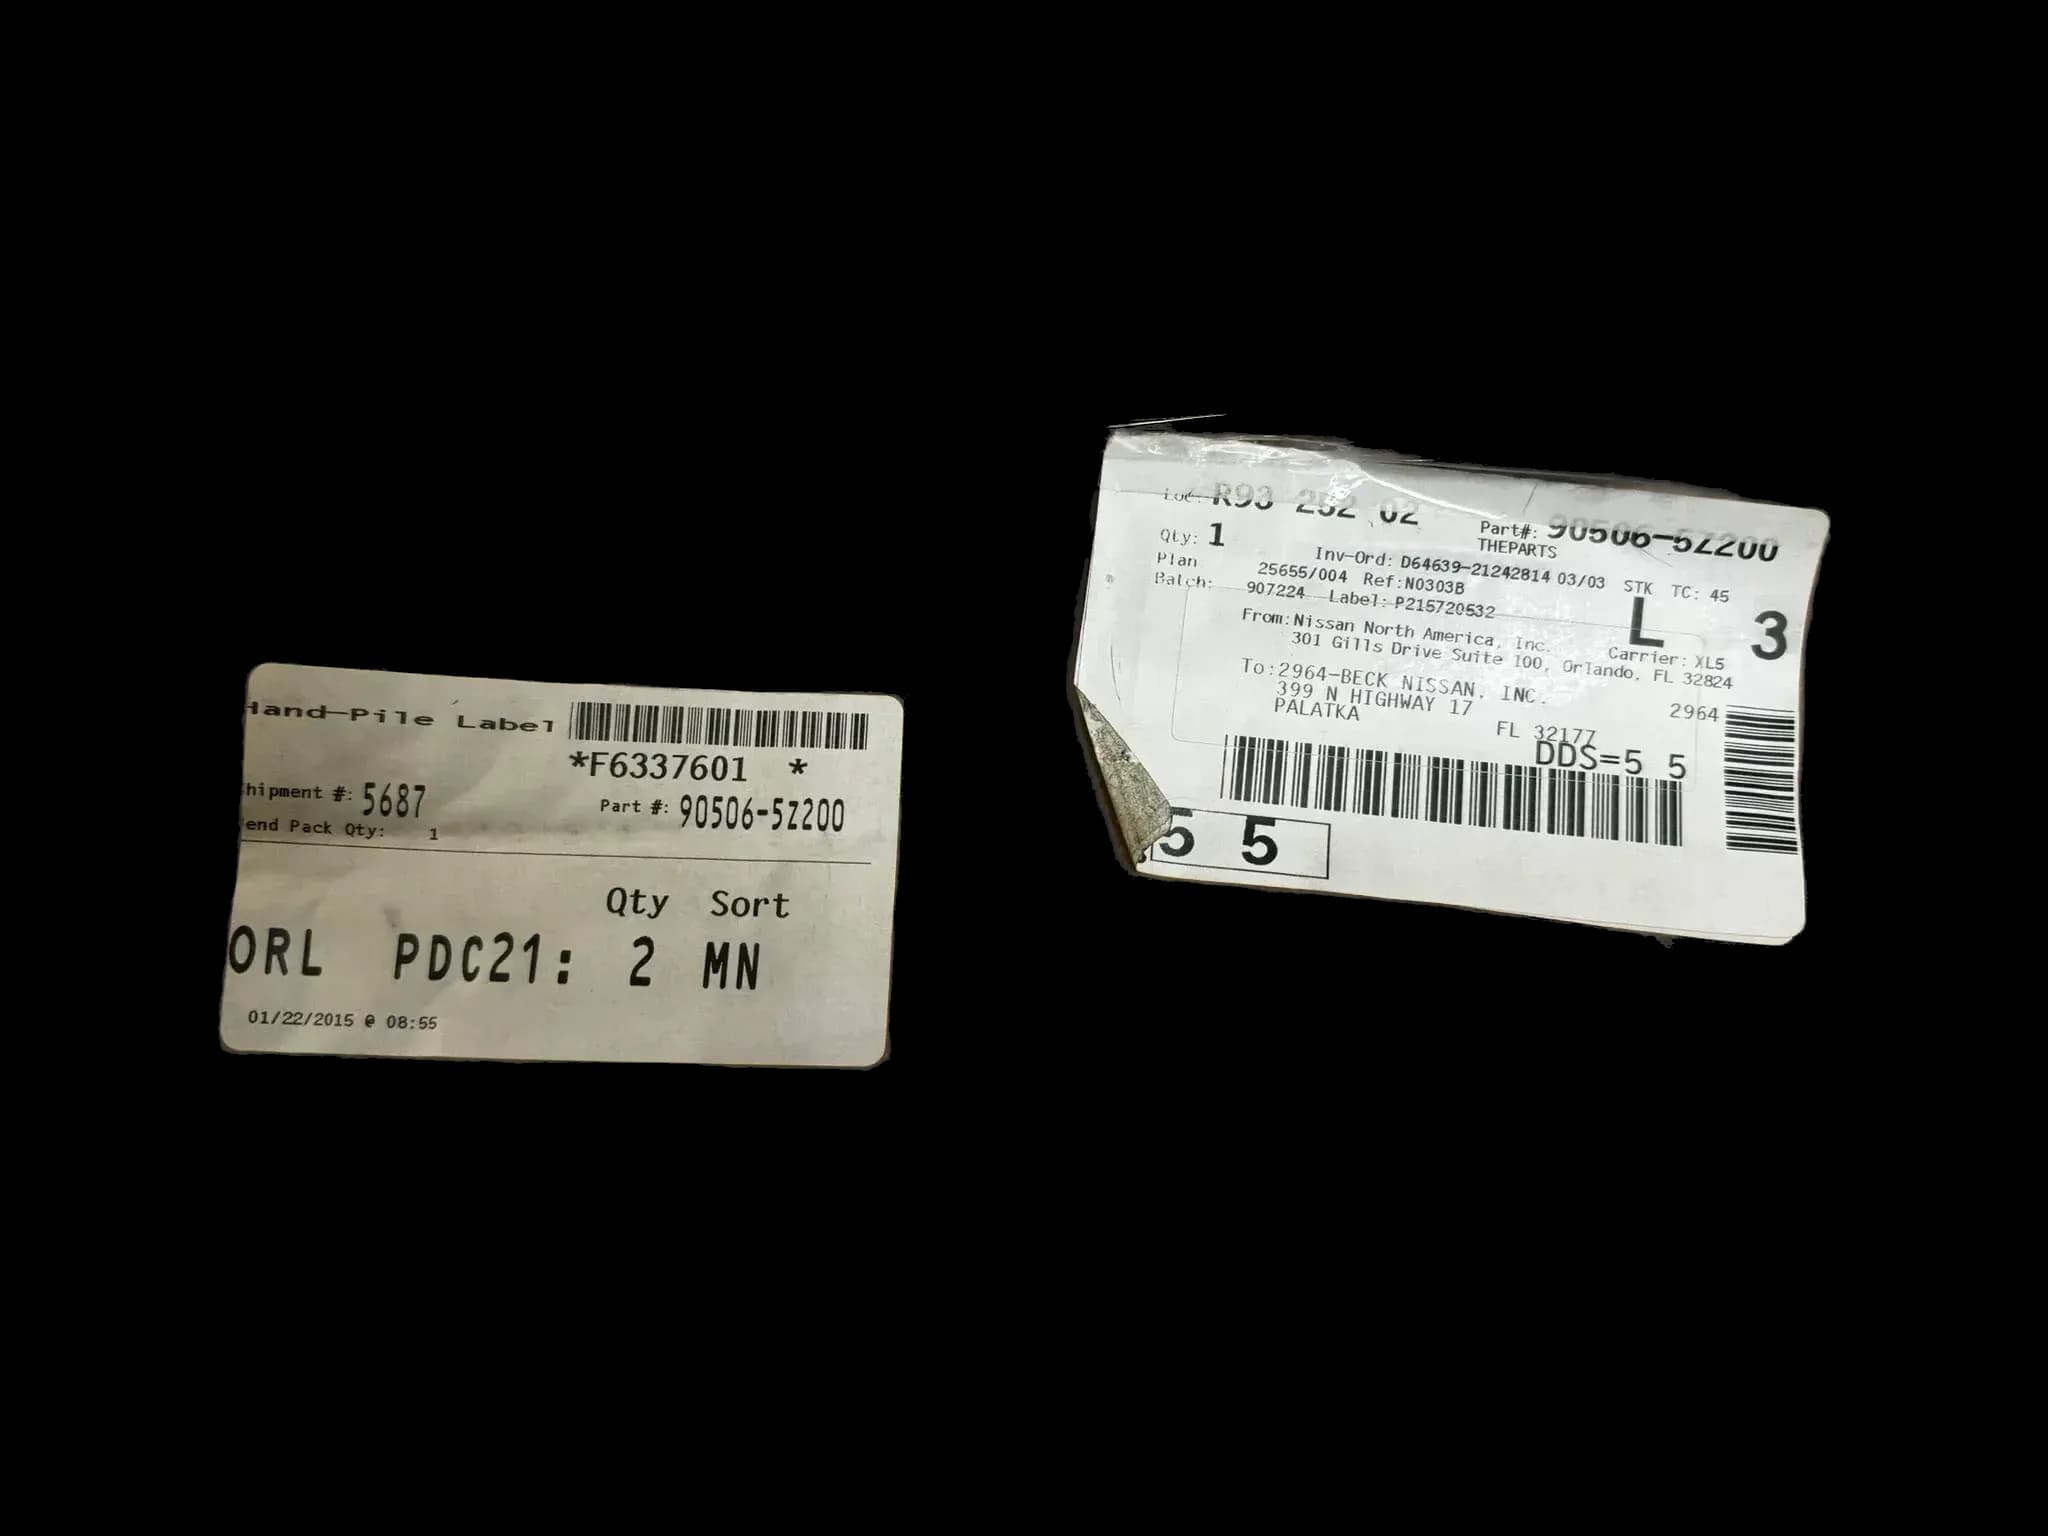 Hand-Pile Label
*F6337601 *
hipment #: 5687
Part #: 90506-5Z200
end Pack Qty: 1
Qty Sort
ORL PDC21: 2 MN
01/22/2015 @ 08:55
Loc: R93 252 02
Part#: 90506-5Z200
Qty: 1
THEPARTS
Inv-Ord: D64639-21242814 03/03 STK TC: 45
Plan 25655/004 Ref:N0303B
Batch: 907224 Label: P215720532
L 3
From:Nissan North America, Inc. Carrier: XL5
301 Gills Drive Suite 100, Orlando, FL 32824
To:2964-BECK NISSAN, INC.
399 N HIGHWAY 17
2964
PALATKA FL 32177
DDS=5 5
5 5